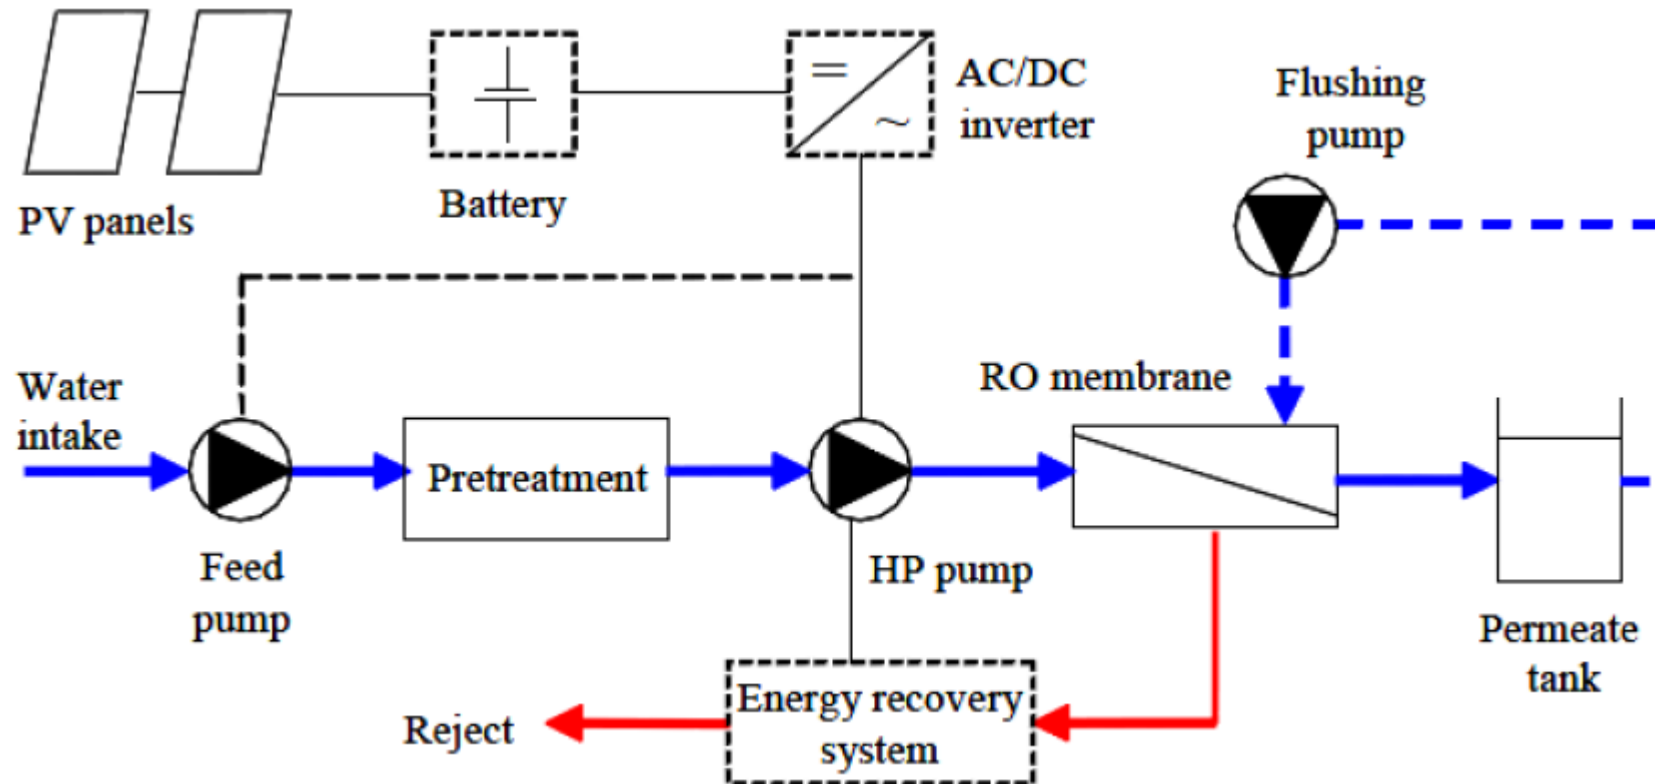 AC/DC
inverter
Flushing
pump
PV panels
Battery
Water
intake
RO membrane
Pretreatment
Feed
pump
HP pump
Permeate
tank
Energy recovery
system
Reject